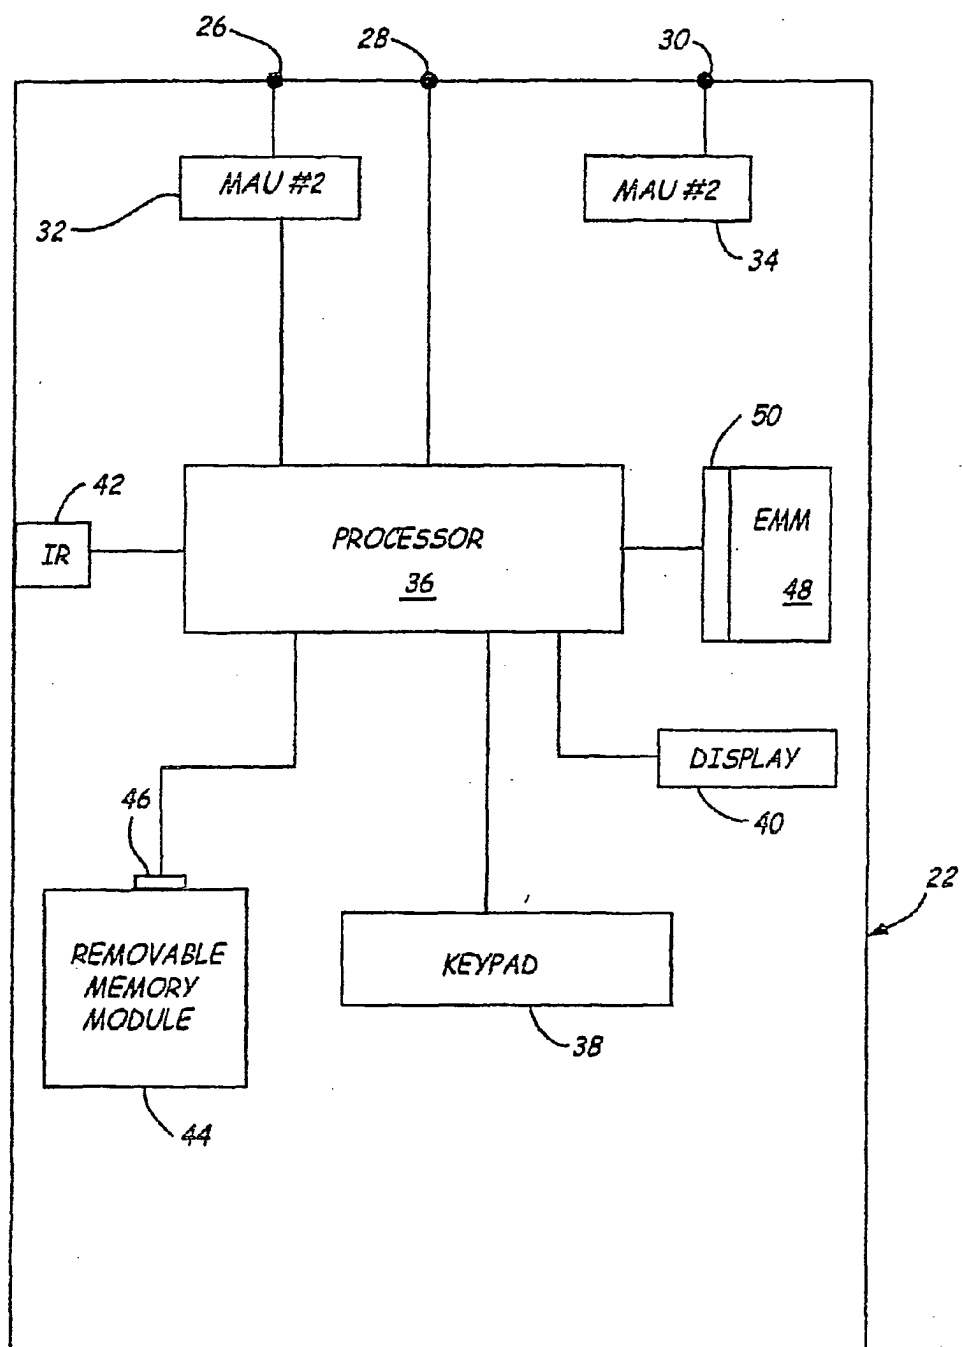 26
28
30
MAU #2
MAU #2
32
34
50
42
IR
PROCESSOR
36
EMM
48
DISPLAY
46
40
22
REMOVABLE
MEMORY
MODULE
KEYPAD
38
44